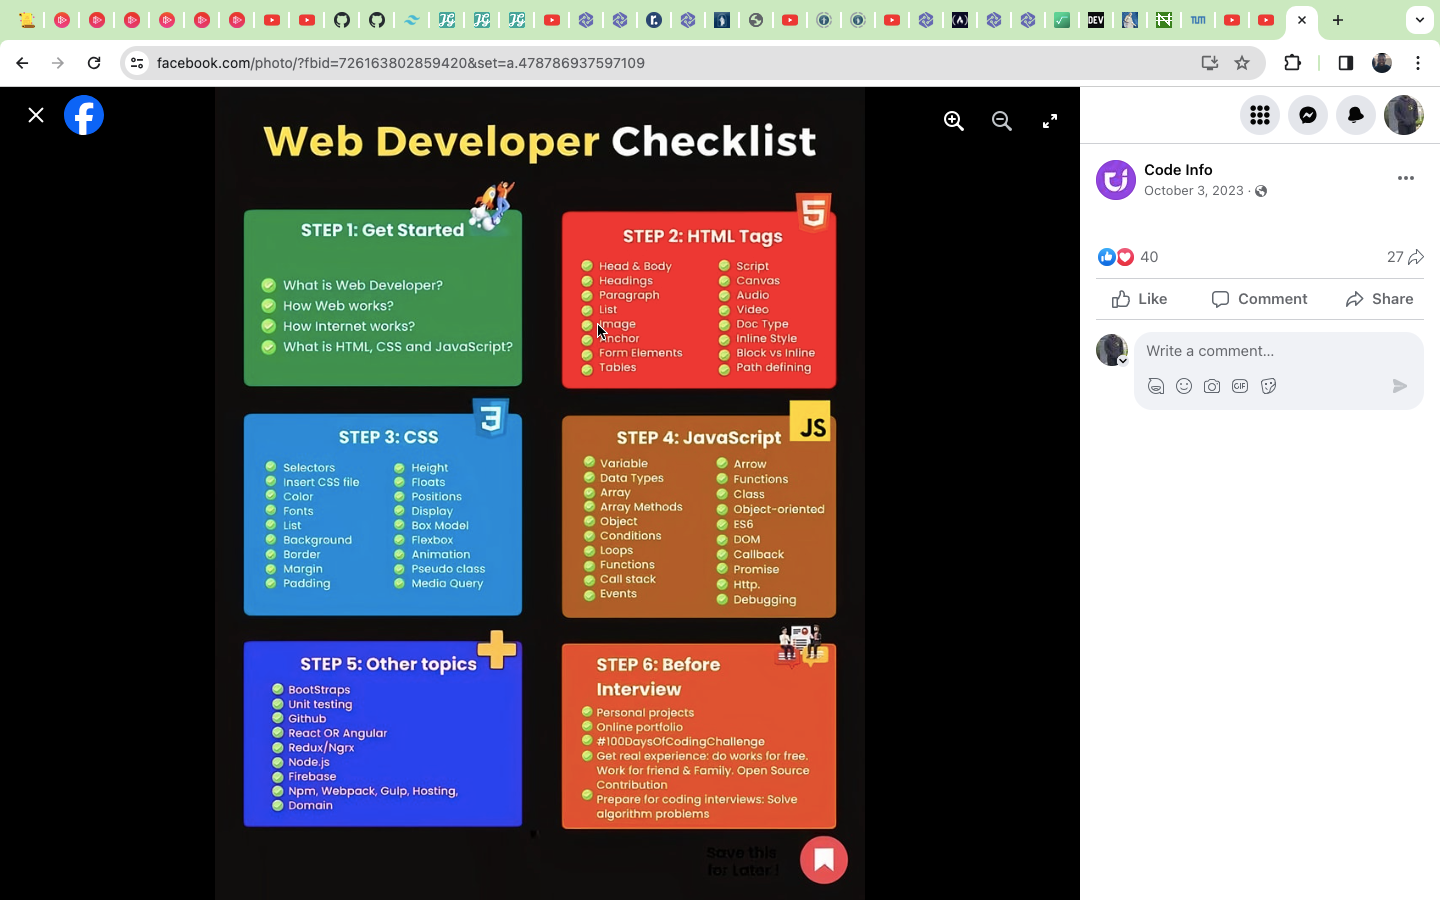 facebook.com/photo/?fbid=726163802859420&set=a.478786937597109
Web Developer Checklist
STEP 1: Get Started
What is Web Developer?
How Web works?
How Internet works?
What is HTML, CSS and JavaScript?
STEP 2: HTML Tags
Head & Body
Headings
Paragraph
List
Image
Anchor
Form Elements
Tables
Script
Canvas
Audio
Video
Doc Type
Inline Style
Block vs Inline
Path defining
STEP 3: CSS
Selectors
Insert CSS file
Color
Fonts
List
Background
Border
Margin
Padding
Height
Floats
Positions
Display
Box Model
Flexbox
Animation
Pseudo class
Media Query
STEP 4: JavaScript
JS
Variable
Data Types
Array
Array Methods
Object
Conditions
Loops
Functions
Call stack
Events
Arrow
Functions
Class
Object-oriented
ES6
DOM
Callback
Promise
Http.
Debugging
STEP 5: Other topics
BootStraps
Unit testing
Github
React OR Angular
Redux/Ngrx
Node.js
Firebase
Npm, Webpack, Gulp, Hosting,
Domain
STEP 6: Before
Interview
Personal projects
Online portfolio
#100DaysOfCodingChallenge
Get real experience: do works for free.
Work for friend & Family. Open Source
Contribution
Prepare for coding interviews: Solve
algorithm problems
Save this
for Later!
Code Info
October 3, 2023
40
27
Like
Comment
Share
Write a comment...
GIF